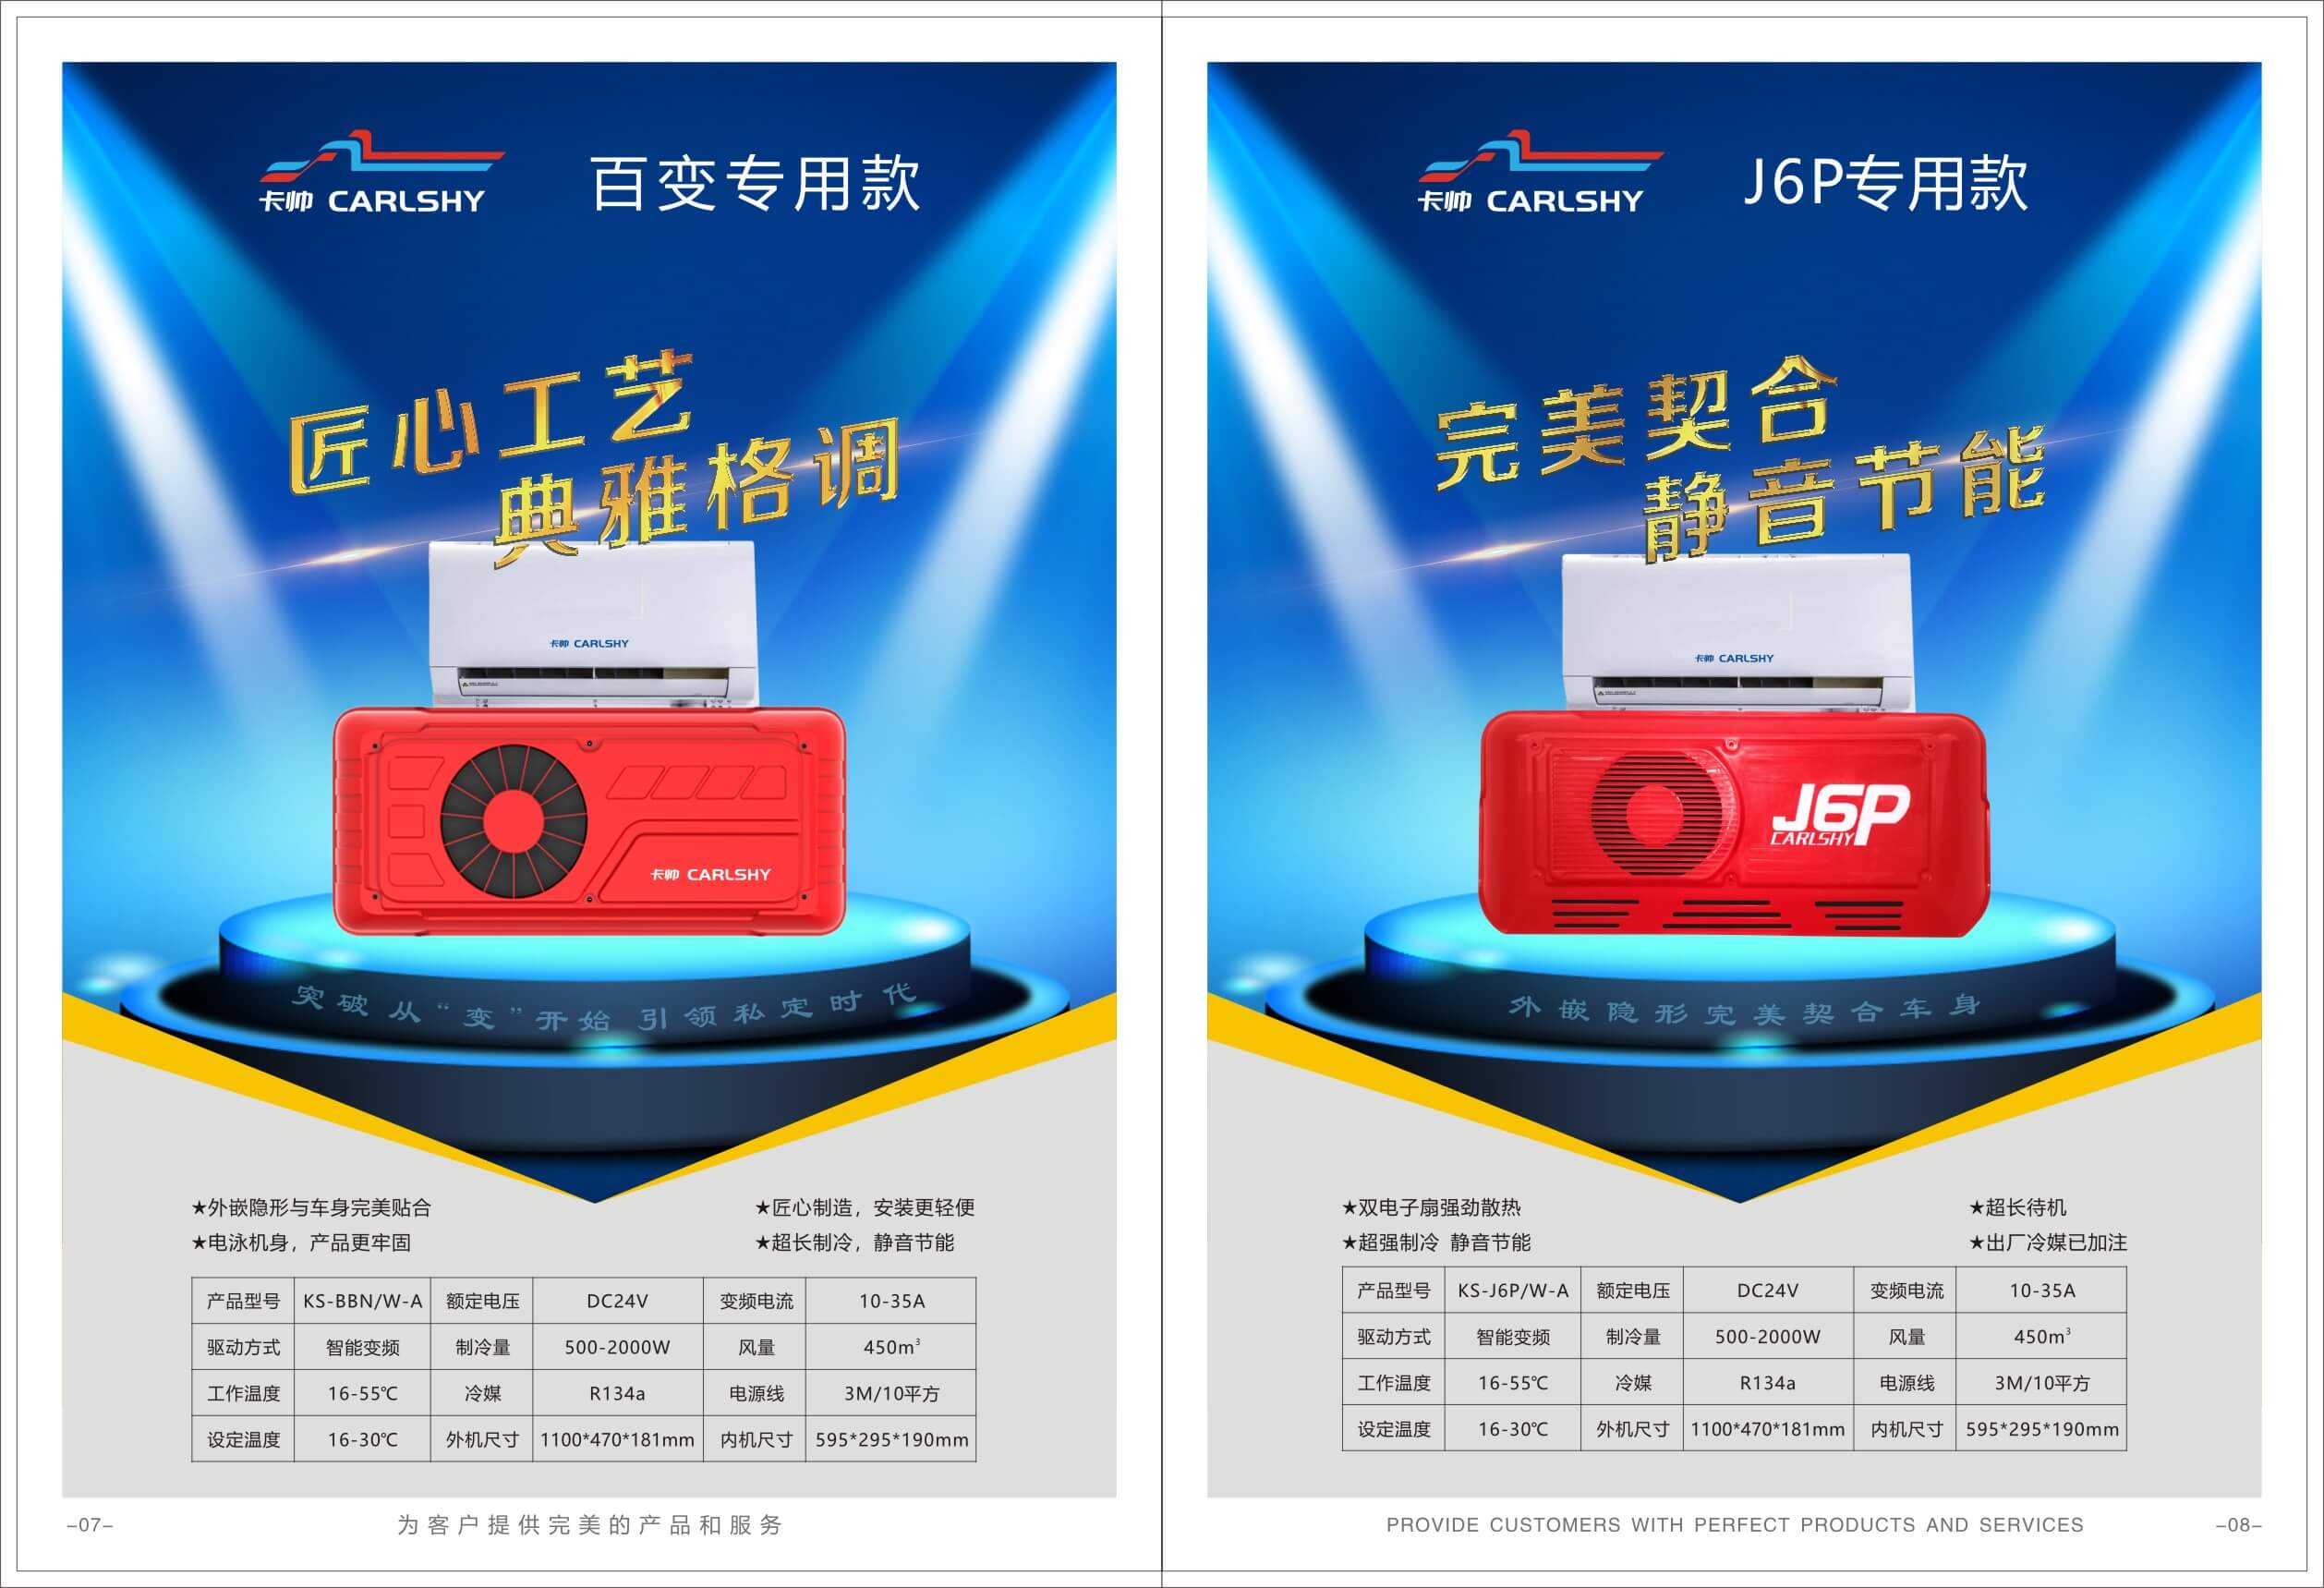 卡帅 CARLSHY
百变专用款
匠心工艺
典雅格调
卡帅 CARLSHY
卡帅 CARLSHY
突破从“变”开始 引领私定时代
★外嵌隐形与车身完美贴合
★电泳机身，产品更牢固
★匠心制造，安装更轻便
★超长制冷，静音节能
产品型号 KS-BBN/W-A 额定电压 DC24V 变频电流 10-35A
驱动方式 智能变频 制冷量 500-2000W 风量 450m³
工作温度 16-55℃ 冷媒 R134a 电源线 3M/10平方
设定温度 16-30℃ 外机尺寸 1100*470*181mm 内机尺寸 595*295*190mm
-07-
为客户提供完美的产品和服务
卡帅 CARLSHY
J6P专用款
完美契合
静音节能
卡帅 CARLSHY
J6P
CARLSHY
外嵌隐形完美契合车身
★双电子扇强劲散热
★超强制冷 静音节能
★超长待机
★出厂冷媒已加注
产品型号 KS-J6P/W-A 额定电压 DC24V 变频电流 10-35A
驱动方式 智能变频 制冷量 500-2000W 风量 450m³
工作温度 16-55℃ 冷媒 R134a 电源线 3M/10平方
设定温度 16-30℃ 外机尺寸 1100*470*181mm 内机尺寸 595*295*190mm
PROVIDE CUSTOMERS WITH PERFECT PRODUCTS AND SERVICES
-08-